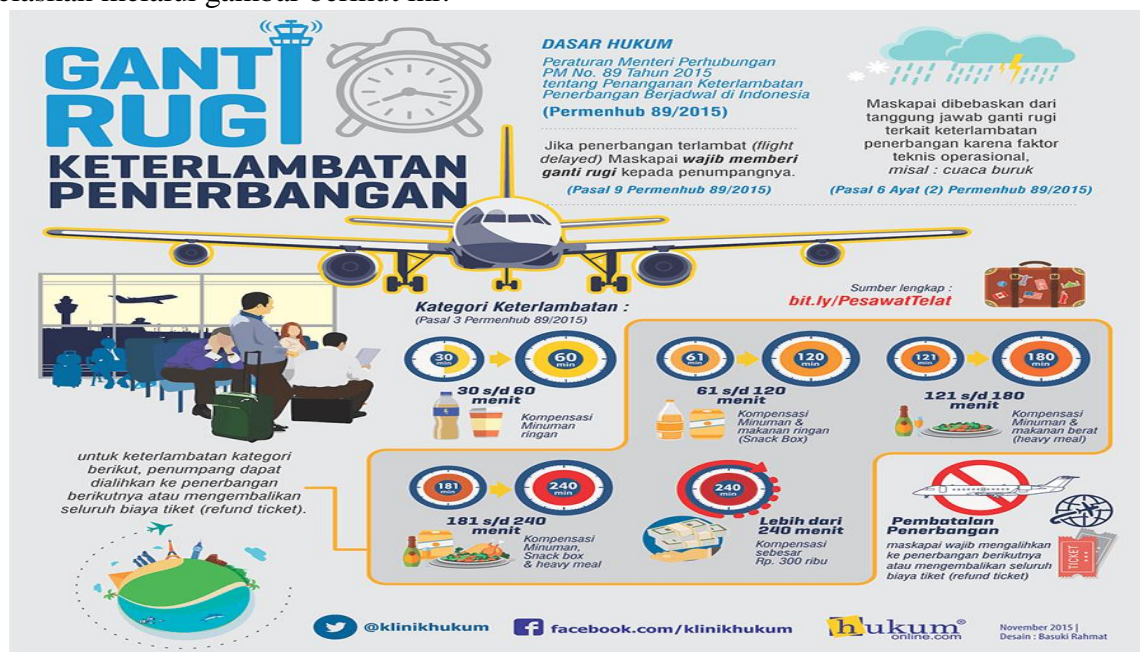 GANTI
RUGI
KETERLAMBATAN
PENERBANGAN
DASAR HUKUM
Peraturan Menteri Perhubungan
PM No. 89 Tahun 2015
tentang Penanganan Keterlambatan
Penerbangan Berjadwal di Indonesia
(Permenhub 89/2015)
Jika penerbangan terlambat (flight
delayed) Maskapai wajib memberi
ganti rugi kepada penumpangnya.
(Pasal 9 Permenhub 89/2015)
Maskapai dibebaskan dari
tanggung jawab ganti rugi
terkait keterlambatan
penerbangan karena faktor
teknis operasional,
misal : cuaca buruk
(Pasal 6 Ayat (2) Permenhub 89/2015)
Sumber lengkap :
bit.ly/PesawatTelat
Kategori Keterlambatan :
(Pasal 3 Permenhub 89/2015)
30 min
60 min
30 s/d 60
menit
Kompensasi
Minuman
ringan
61 min
120 min
61 s/d 120
menit
Kompensasi
Minuman &
makanan ringan
(Snack Box)
121 min
180 min
121 s/d 180
menit
Kompensasi
Minuman &
makanan berat
(heavy meal)
untuk keterlambatan kategori
berikut, penumpang dapat
dialihkan ke penerbangan
berikutnya atau mengembalikan
seluruh biaya tiket (refund ticket).
181 min
240 min
181 s/d 240
menit
Kompensasi
Minuman,
Snack box
& heavy meal
240 min
Lebih dari
240 menit
Kompensasi
sebesar
Rp. 300 ribu
Pembatalan
Penerbangan
maskapai wajib mengalihkan
ke penerbangan berikutnya
atau mengembalikan seluruh
biaya tiket (refund ticket)
TICKET
@klinikhukum
facebook.com/klinikhukum
hukum
online.com
November 2015 |
Desain : Basuki Rahmat